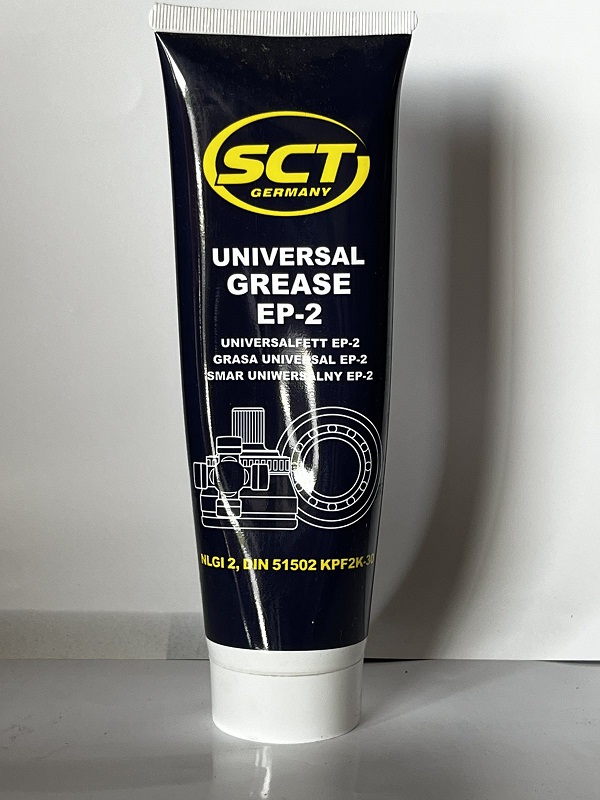 SCT
GERMANY
UNIVERSAL
GREASE
EP-2
UNIVERSALFETT EP-2
GRASA UNIVERSAL EP-2
SMAR UNIWERSALNY EP-2
NLGI 2, DIN 51502 KPF2K-30